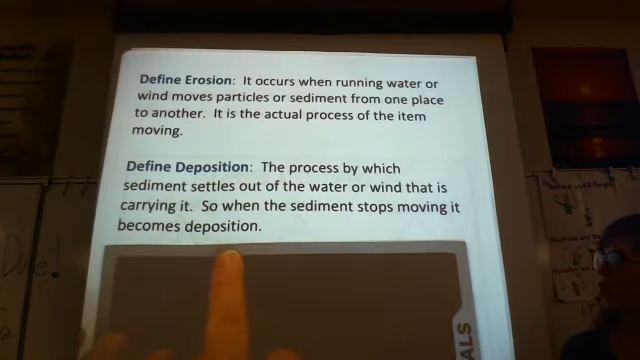 Define Erosion: It occurs when running water or
wind moves particles or sediment from one place
to another. It is the actual process of the item
moving.
Define Deposition: The process by which
sediment settles out of the water or wind that is
carrying it. So when the sediment stops moving it
becomes deposition.
ALS